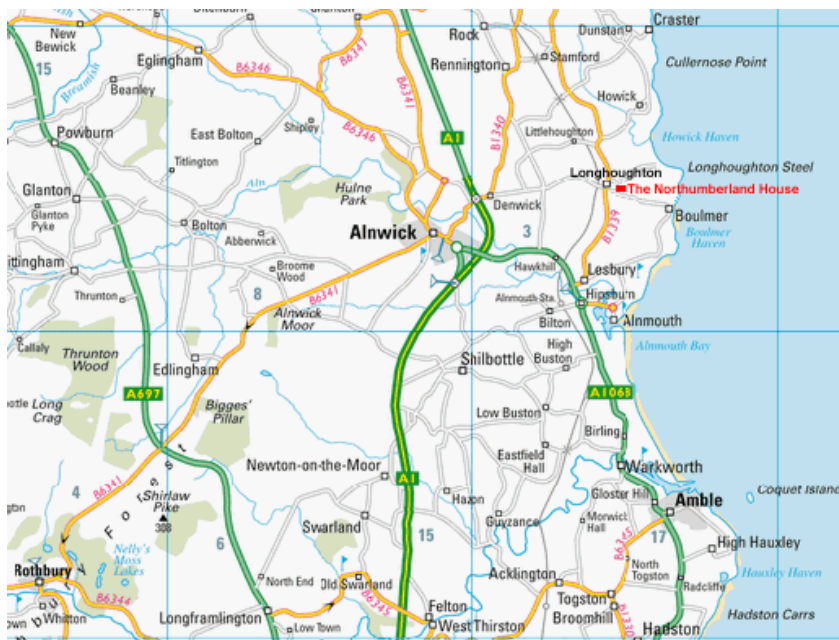 New
Bewick
Eglingham
B6346
B6341
Rock
Rennington
Stamford
Dunstan
Craster
Cullernose Point
15
Breamish
Beanley
Howick
Howick Haven
Powburn
East Bolton
Shipley
B6346
B6341
A1
B1340
Littlehoughton
Titlington
Aln
Hulne
Park
Longhoughton
Longhoughton Steel
The Northumberland House
Glanton
Glanton
Pyke
Denwick
Boulmer
Boulmer
Haven
Bolton
Abberwick
Alnwick
3
B1339
Hawkhill
Lesbury
Thrunton
Broome
Wood
8
B6341
Alnwick
Moor
Alnmouth Sta.
Hipsburn
Bilton
Alnmouth
Alnmouth Bay
Callaly
Thrunton
Wood
Edlingham
Shilbottle
High
Buston
Long
Crag
A697
Bigges'
Pillar
A1068
Low Buston
Birling
Eastfield
Hall
Newton-on-the-Moor
A1
Warkworth
4
B6341
Forest
Shirlaw
Pike
308
Hazon
Gloster Hill
Amble
Coquet Island
Swarland
Guyzance
Morwick
Hall
15
6
17
B6345
High Hauxley
Nelly's
Moss
Lakes
Rothbury
North End
Old Swarland
Acklington
North
Togston
Radcliffe
Hauxley Haven
B6344
Whitton
Longframlington
Low Town
B6345
Felton
West Thirston
Togston
Broomhill
Hadston
Hadston Carrs